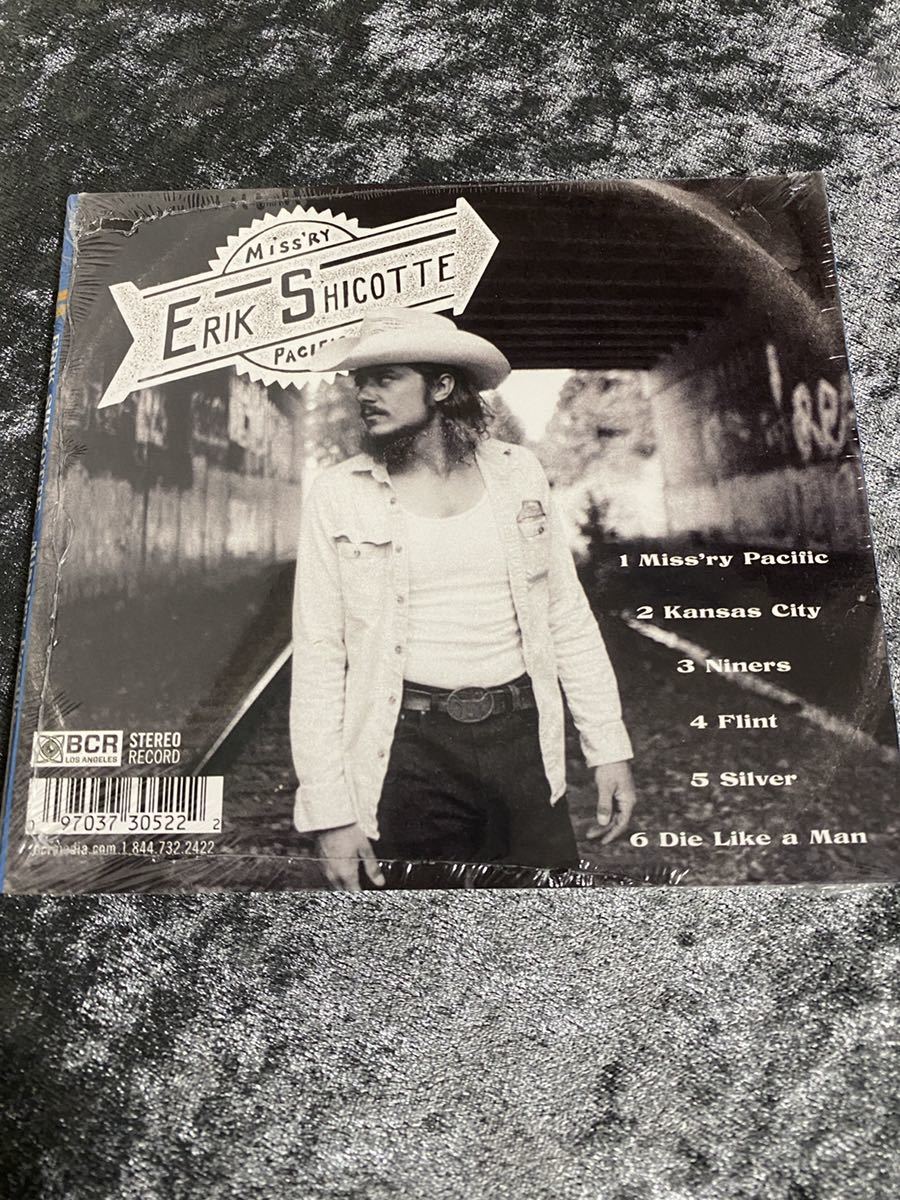 MISS'RY
ERIK SHICOTTE
PACIFIC
1 Miss'ry Pacific
2 Kansas City
3 Niners
4 Flint
5 Silver
6 Die Like a Man
BCR
LOS ANGELES
STEREO
RECORD
0 97037 30522 2
1.844.732.2422